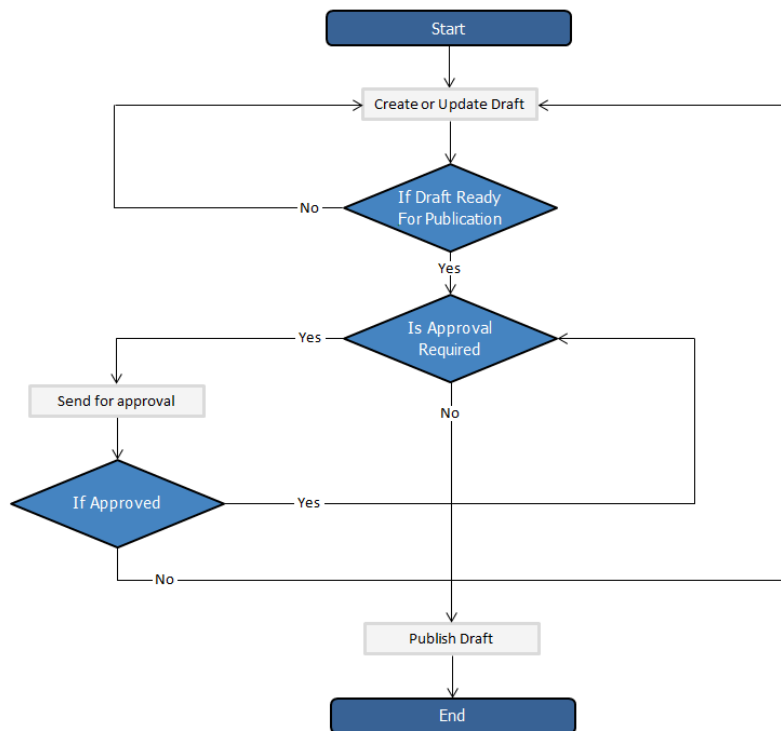 Start
Create or Update Draft
If Draft Ready
For Publication
No
Yes
Is Approval
Required
Yes
No
Send for approval
If Approved
Yes
No
Publish Draft
End